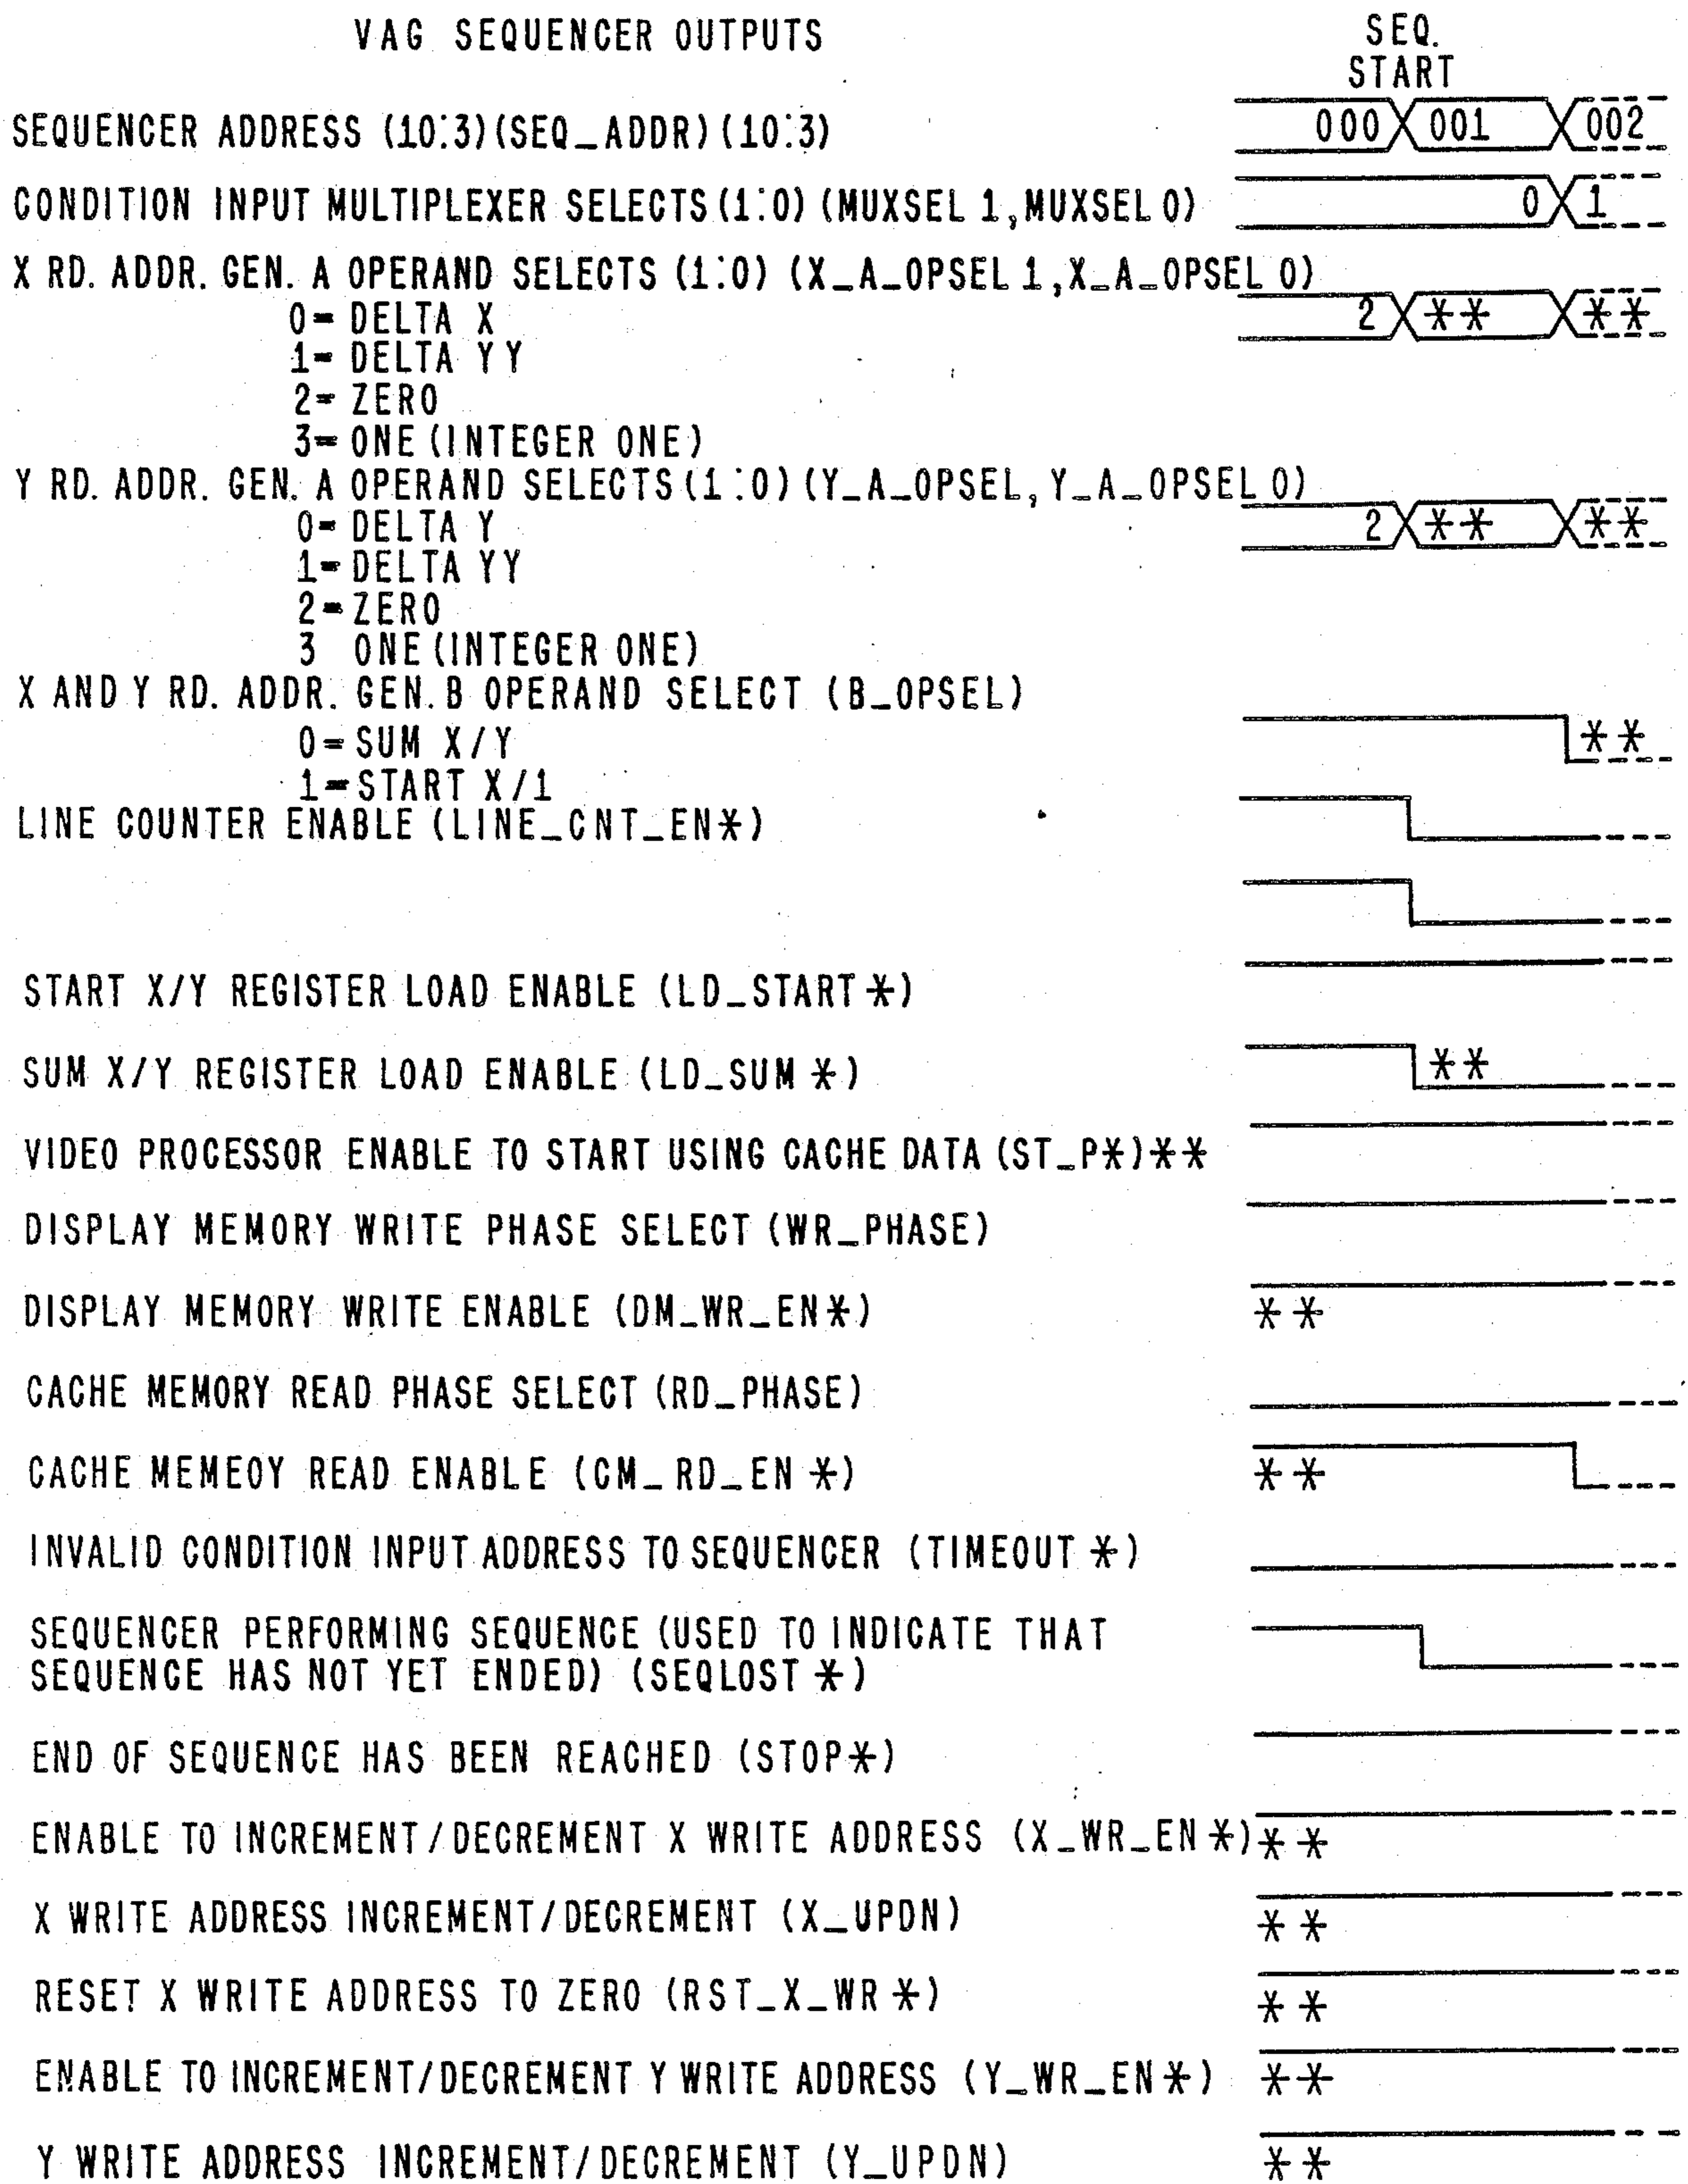 VAG SEQUENCER OUTPUTS
SEQ.
START
SEQUENCER ADDRESS (10:3)(SEQ_ADDR)(10:3)
000 001 002
CONDITION INPUT MULTIPLEXER SELECTS (1:0) (MUXSEL 1,MUXSEL 0)
0 1
X RD. ADDR. GEN. A OPERAND SELECTS (1:0) (X_A_OPSEL 1,X_A_OPSEL 0)
0= DELTA X
2 ** **
1= DELTA YY
2= ZERO
3= ONE (INTEGER ONE)
Y RD. ADDR. GEN. A OPERAND SELECTS (1:0) (Y_A_OPSEL, Y_A_OPSEL 0)
0= DELTA Y
2 ** **
1= DELTA YY
2= ZERO
3 ONE (INTEGER ONE)
X AND Y RD. ADDR. GEN. B OPERAND SELECT (B_OPSEL)
0= SUM X/Y
**
1= START X/1
LINE COUNTER ENABLE (LINE_CNT_EN*)
START X/Y REGISTER LOAD ENABLE (LD_START*)
SUM X/Y REGISTER LOAD ENABLE (LD_SUM*)
**
VIDEO PROCESSOR ENABLE TO START USING CACHE DATA (ST_P*)**
DISPLAY MEMORY WRITE PHASE SELECT (WR_PHASE)
DISPLAY MEMORY WRITE ENABLE (DM_WR_EN*)
**
CACHE MEMORY READ PHASE SELECT (RD_PHASE)
CACHE MEMEOY READ ENABLE (CM_RD_EN*)
**
INVALID CONDITION INPUT ADDRESS TO SEQUENCER (TIMEOUT*)
SEQUENCER PERFORMING SEQUENCE (USED TO INDICATE THAT
SEQUENCE HAS NOT YET ENDED) (SEQLOST*)
END OF SEQUENCE HAS BEEN REACHED (STOP*)
ENABLE TO INCREMENT/DECREMENT X WRITE ADDRESS (X_WR_EN*)
**
X WRITE ADDRESS INCREMENT/DECREMENT (X_UPDN)
**
RESET X WRITE ADDRESS TO ZERO (RST_X_WR*)
**
ENABLE TO INCREMENT/DECREMENT Y WRITE ADDRESS (Y_WR_EN*)
**
Y WRITE ADDRESS INCREMENT/DECREMENT (Y_UPDN)
**